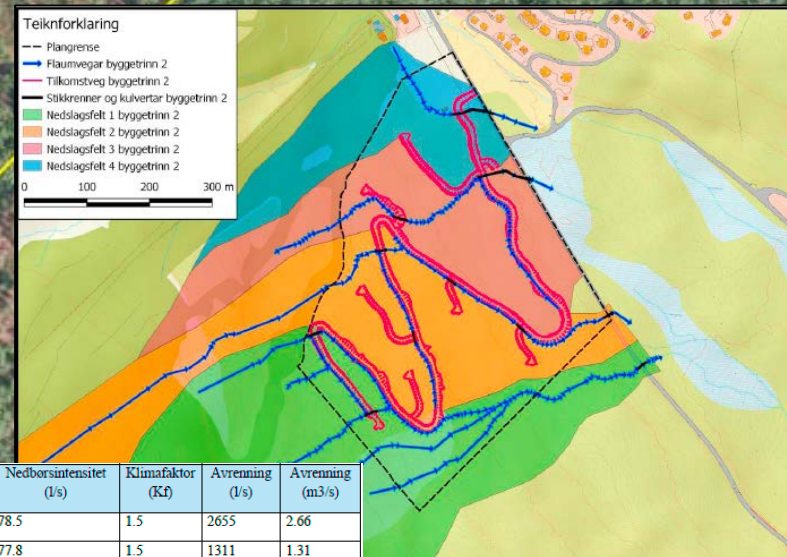 Teiknforklaring
Plangrense
Flaumvegar byggetrinn 2
Tilkomstveg byggetrinn 2
Stikkrenner og kulvertar byggetrinn 2
Nedslagsfelt 1 byggetrinn 2
Nedslagsfelt 2 byggetrinn 2
Nedslagsfelt 3 byggetrinn 2
Nedslagsfelt 4 byggetrinn 2
0 100 200 300 m
Nedbørsintensitet (l/s) Klimafaktor (Kf) Avrenning (l/s) Avrenning (m3/s)
78.5 1.5 2655 2.66
77.8 1.5 1311 1.31